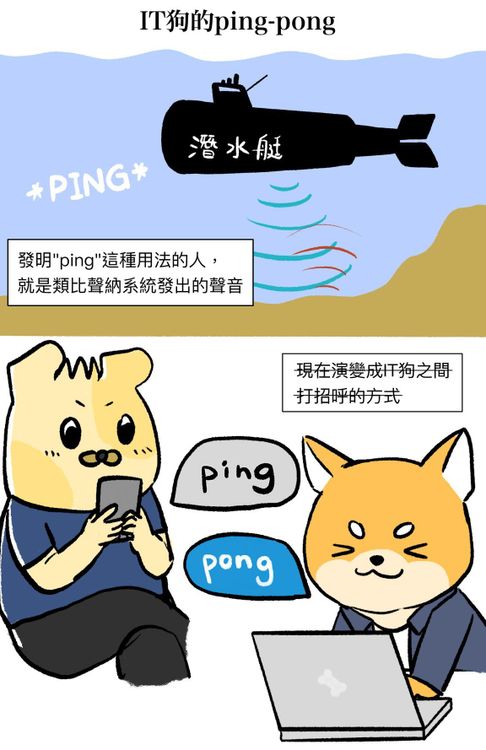 IT狗的ping-pong
潛水艇
*PING*
發明"ping"這種用法的人，
就是類比聲納系統發出的聲音
現在演變成IT狗之間
打招呼的方式
ping
pong